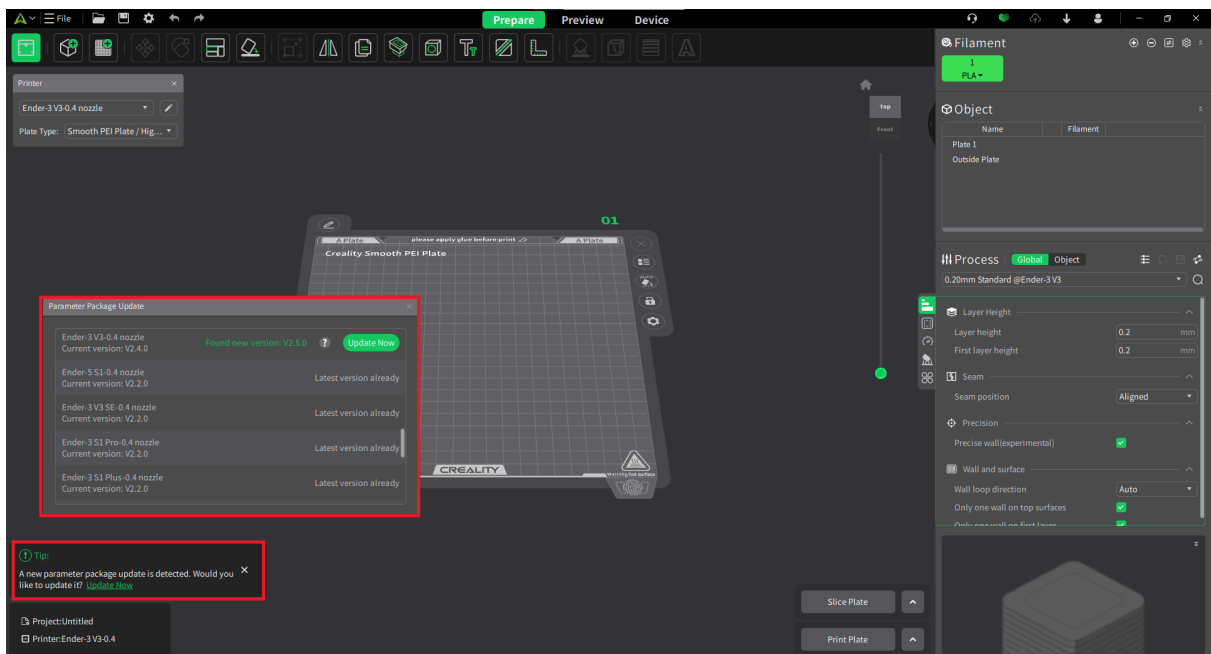 File
Prepare
Preview
Device
Printer
Ender-3 V3-0.4 nozzle
Plate Type: Smooth PEI Plate / Hig...
Top
Front
01
A Plate
please apply glue before print
A Plate
Creality Smooth PEI Plate
AUTO
CREALITY
Warning hot surface
Parameter Package Update
Ender-3 V3-0.4 nozzle
Current version: V2.4.0
Found new version: V2.5.0
?
Update Now
Ender-5 S1-0.4 nozzle
Current version: V2.2.0
Latest version already
Ender-3 V3 SE-0.4 nozzle
Current version: V2.2.0
Latest version already
Ender-3 S1 Pro-0.4 nozzle
Current version: V2.2.0
Latest version already
Ender-3 S1 Plus-0.4 nozzle
Current version: V2.2.0
Latest version already
Tip:
A new parameter package update is detected. Would you
like to update it? Update Now
Project:Untitled
Printer:Ender-3 V3-0.4
Slice Plate
Print Plate
Filament
1
PLA
Object
Name
Filament
Plate 1
Outside Plate
Process
Global
Object
0.20mm Standard @Ender-3 V3
Layer Height
Layer height
0.2 mm
First layer height
0.2 mm
Seam
Seam position
Aligned
Precision
Precise wall(experimental)
Wall and surface
Wall loop direction
Auto
Only one wall on top surfaces
Only one wall on first layer